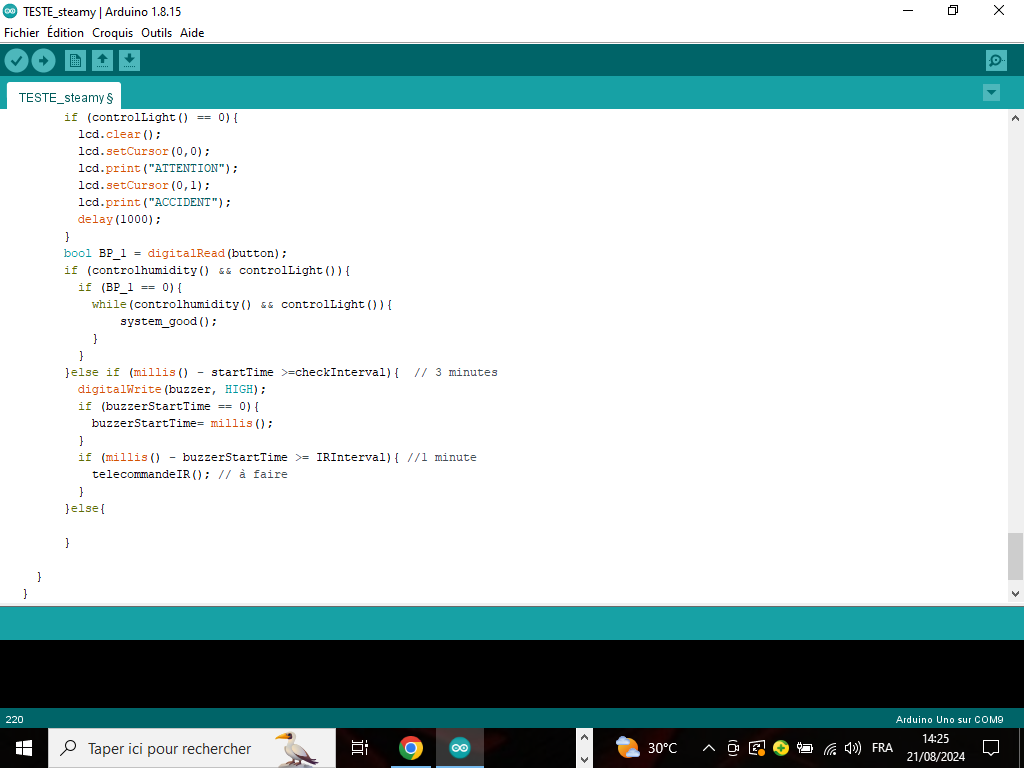 TESTE_steamy | Arduino 1.8.15
Fichier Édition Croquis Outils Aide
TESTE_steamy §
if (controlLight() == 0){
lcd.clear();
lcd.setCursor(0,0);
lcd.print("ATTENTION");
lcd.setCursor(0,1);
lcd.print("ACCIDENT");
delay(1000);
}
bool BP_1 = digitalRead(button);
if (controlhumidity() && controlLight()){
if (BP_1 == 0){
while(controlhumidity() && controlLight()){
system_good();
}
}
}else if (millis() - startTime >=checkInterval){  // 3 minutes
digitalWrite(buzzer, HIGH);
if (buzzerStartTime == 0){
buzzerStartTime= millis();
}
if (millis() - buzzerStartTime >= IRInterval){ //1 minute
telecommandeIR(); // à faire
}
}else{
}
}
}
220
Arduino Uno sur COM9
Taper ici pour rechercher
30°C
FRA
14:25
21/08/2024